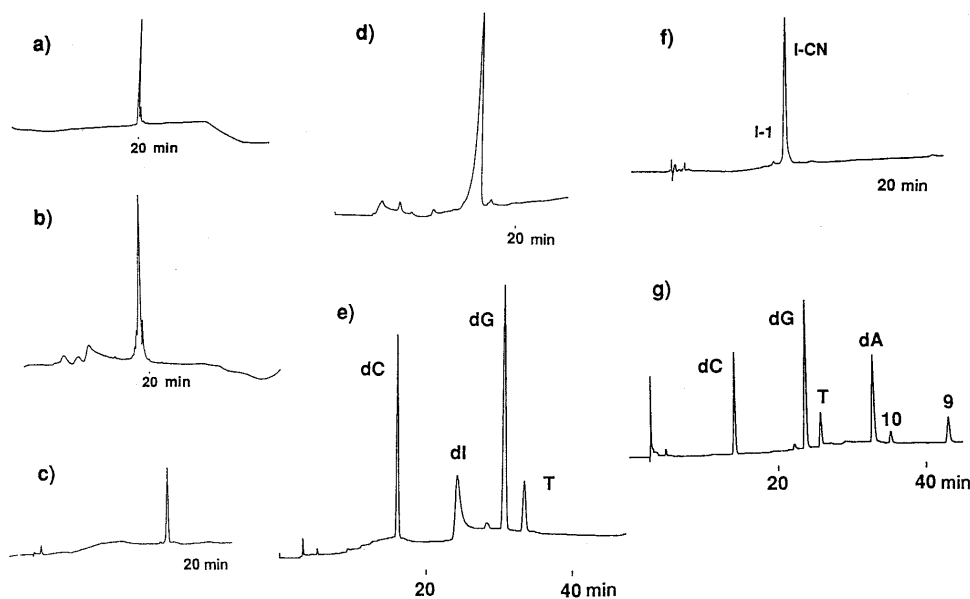 a)
20 min
b)
20 min
c)
20 min
d)
20 min
e)
dC
dI
dG
T
20
40 min
f)
I-CN
I-1
20 min
g)
dC
dG
T
dA
10
9
20
40 min